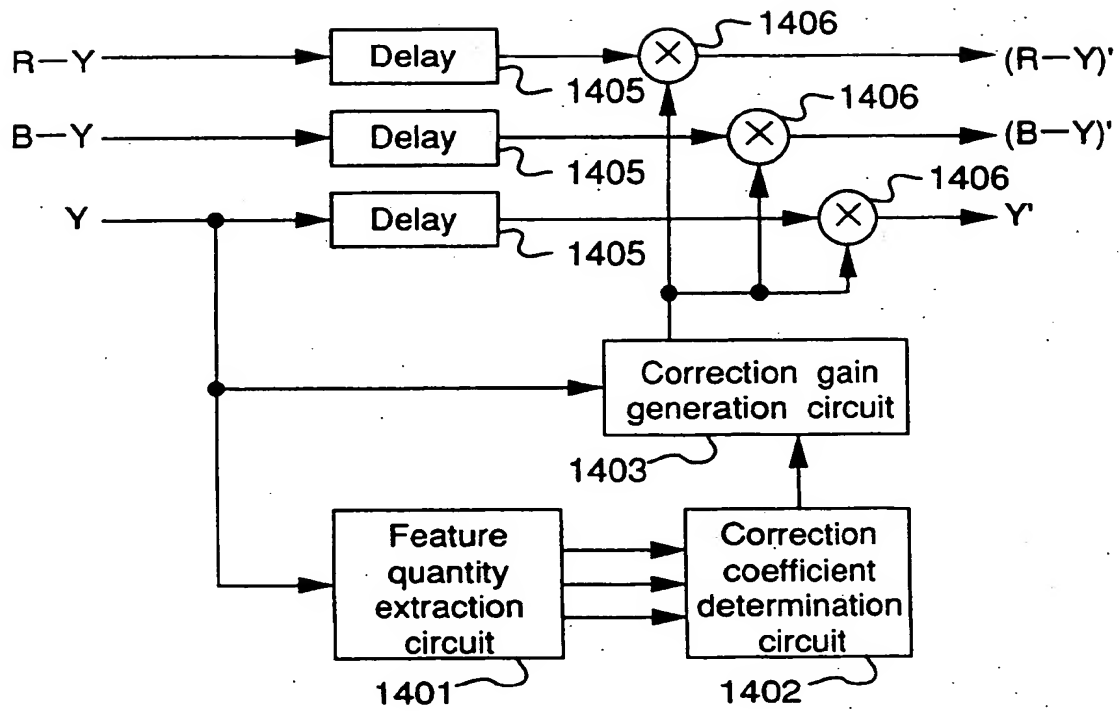 1406
R-Y
Delay
(R-Y)'
1405
1406
B-Y
Delay
(B-Y)'
1405
1406
Y
Delay
Y'
1405
Correction gain
generation circuit
1403
Feature
quantity
extraction
circuit
1401
Correction
coefficient
determination
circuit
1402